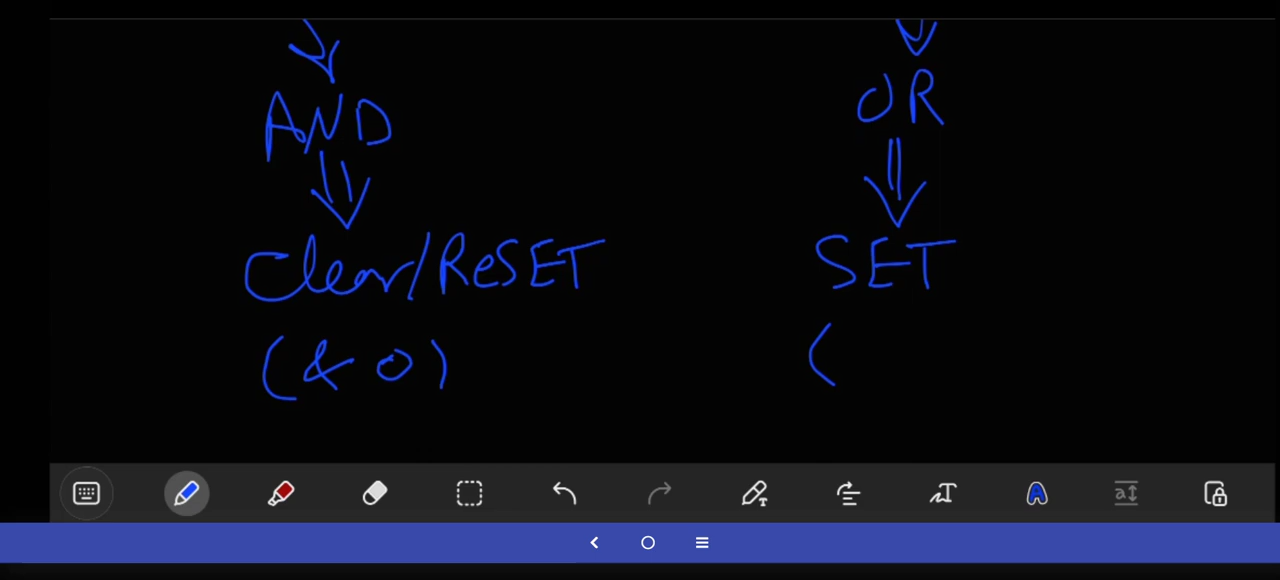 AND OR
Clear/ReSET SET
(& 0) (